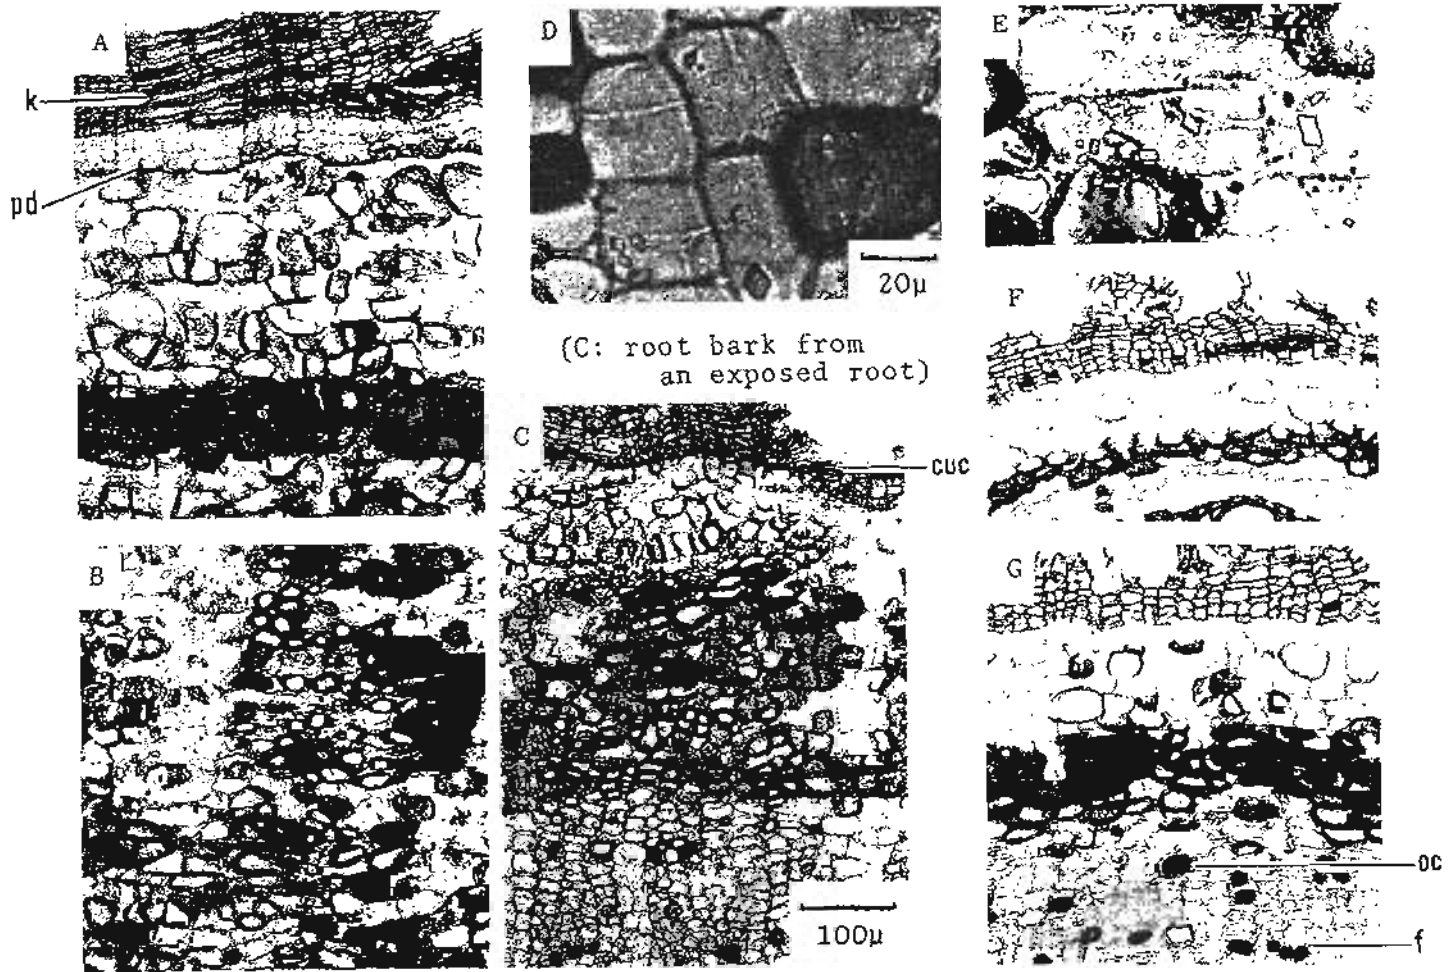 A
k
pd
B
D
20μ
(C: root bark from
an exposed root)
C
cuc
100μ
E
F
G
oc
f